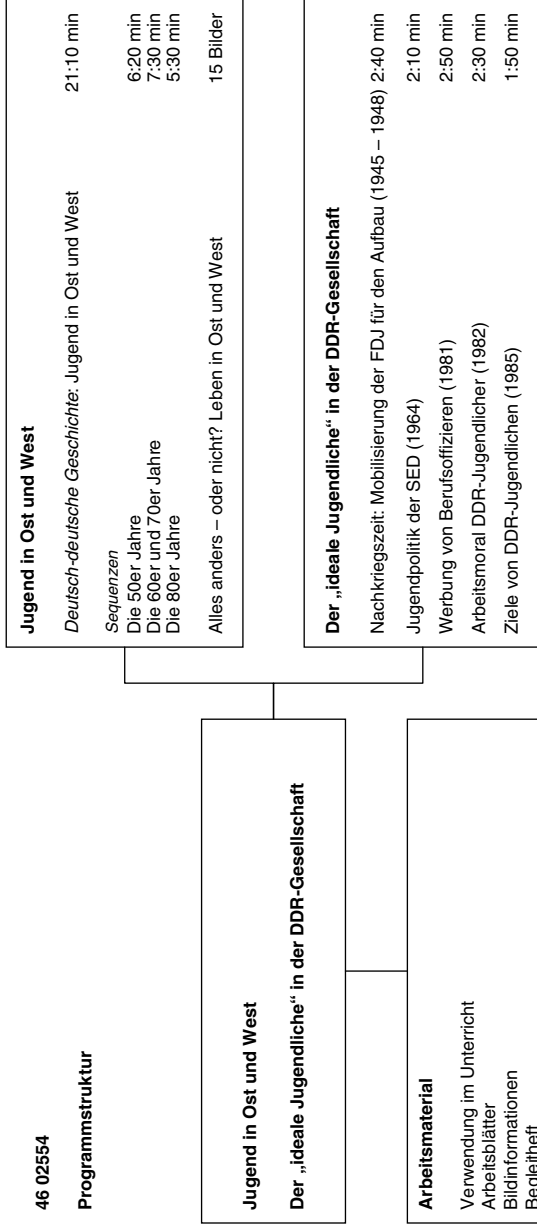 46 02554
Programmstruktur
Jugend in Ost und West
Der „ideale Jugendliche“ in der DDR-Gesellschaft
Arbeitsmaterial
Verwendung im Unterricht
Arbeitsblätter
Bildinformationen
Begleitheft
Jugend in Ost und West
Deutsch-deutsche Geschichte: Jugend in Ost und West 21:10 min
Sequenzen
Die 50er Jahre 6:20 min
Die 60er und 70er Jahre 7:30 min
Die 80er Jahre 5:30 min
Alles anders – oder nicht? Leben in Ost und West 15 Bilder
Der „ideale Jugendliche“ in der DDR-Gesellschaft
Nachkriegszeit: Mobilisierung der FDJ für den Aufbau (1945 – 1948) 2:40 min
Jugendpolitik der SED (1964) 2:10 min
Werbung von Berufsoffizieren (1981) 2:50 min
Arbeitsmoral DDR-Jugendlicher (1982) 2:30 min
Ziele von DDR-Jugendlichen (1985) 1:50 min